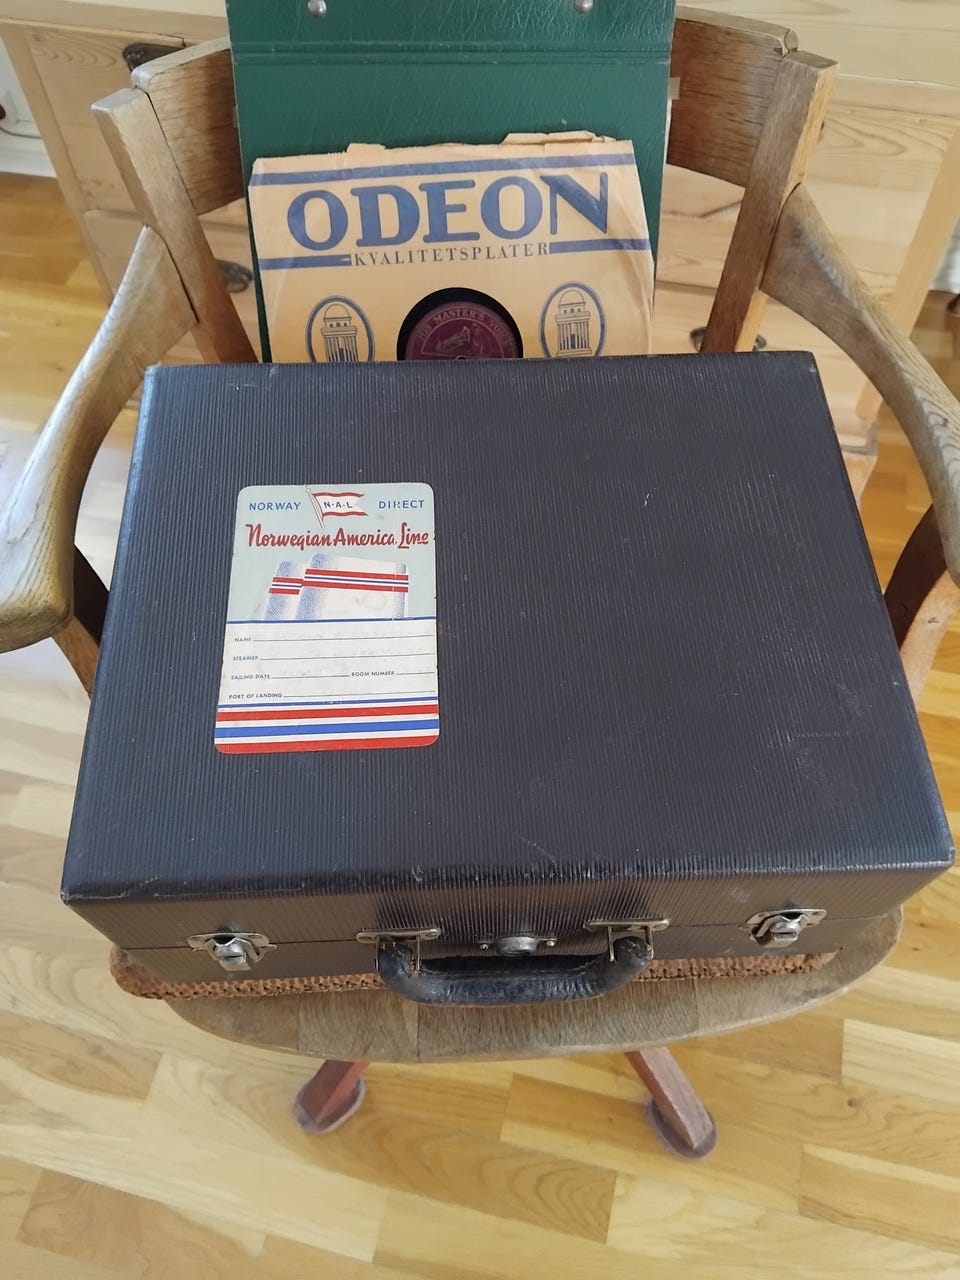 ODEON
KVALITETSPLATER
HIS MASTER'S VOICE
NORWAY N·A·L DIRECT
Norwegian America Line
NAME
STEAMER
SAILING DATE ROOM NUMBER
PORT OF LANDING